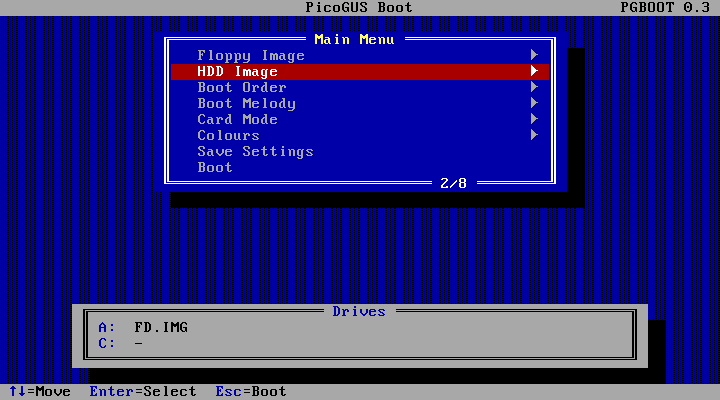 PicoGUS Boot PGBOOT 0.3
Main Menu
Floppy Image ►
HDD Image ►
Boot Order ►
Boot Melody ►
Card Mode ►
Colours ►
Save Settings
Boot
2/8
Drives
A: FD.IMG
C: -
↑↓=Move Enter=Select Esc=Boot